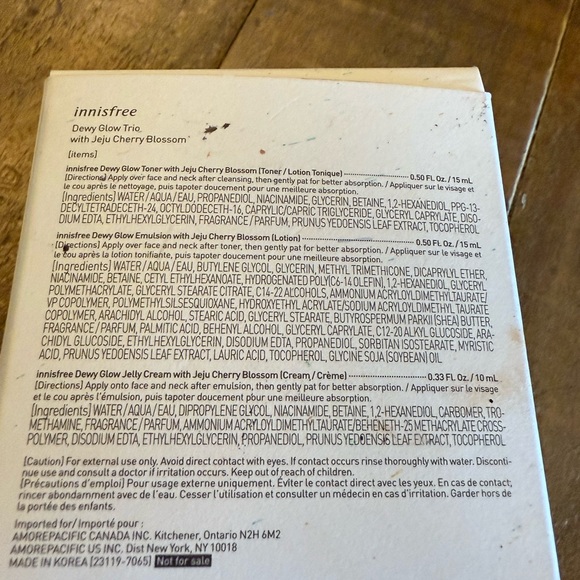 innisfree
Dewy Glow Trio
with Jeju Cherry Blossom
[items]
innisfree Dewy Glow Toner with Jeju Cherry Blossom [Toner / Lotion Tonique] 0.50 FL Oz. / 15 mL
[Directions] Apply over face and neck after cleansing, then gently pat for better absorption. / Appliquer sur le visage et
le cou après le nettoyage, puis tapoter doucement pour une meilleure absorption.
[Ingredients] WATER / AQUA / EAU, PROPANEDIOL, NIACINAMIDE, GLYCERIN, BETAINE, 1,2-HEXANEDIOL, PPG-13-
DECYLTETRADECETH-24, OCTYLDODECETH-16, CAPRYLIC/CAPRIC TRIGLYCERIDE, GLYCERYL CAPRYLATE, DISO-
DIUM EDTA, ETHYLHEXYLGLYCERIN, FRAGRANCE / PARFUM, PRUNUS YEDOENSIS LEAF EXTRACT, TOCOPHEROL
innisfree Dewy Glow Emulsion with Jeju Cherry Blossom [Lotion] 0.50 FL Oz. / 15 mL
[Directions] Apply over face and neck after toner, then gently pat for better absorption. / Appliquer sur le visage et
le cou après la lotion tonifiante, puis tapoter doucement pour une meilleure absorption.
[Ingredients] WATER / AQUA / EAU, BUTYLENE GLYCOL, GLYCERIN, METHYL TRIMETHICONE, DICAPRYLYL ETHER,
NIACINAMIDE, BETAINE, CETYL ETHYLHEXANOATE, HYDROGENATED POLY(C6-14 OLEFIN), 1,2-HEXANEDIOL, GLYCERYL
POLYMETHACRYLATE, GLYCERYL STEARATE CITRATE, C14-22 ALCOHOLS, AMMONIUM ACRYLOYLDIMETHYLTAURATE/
VP COPOLYMER, POLYMETHYLSILSESQUIOXANE, HYDROXYETHYL ACRYLATE/SODIUM ACRYLOYLDIMETHYL TAURATE
COPOLYMER, ARACHIDYL ALCOHOL, STEARIC ACID, GLYCERYL STEARATE, BUTYROSPERMUM PARKII (SHEA) BUTTER,
FRAGRANCE / PARFUM, PALMITIC ACID, BEHENYL ALCOHOL, GLYCERYL CAPRYLATE, C12-20 ALKYL GLUCOSIDE, ARA-
CHIDYL GLUCOSIDE, ETHYLHEXYLGLYCERIN, DISODIUM EDTA, PROPANEDIOL, SORBITAN ISOSTEARATE, MYRISTIC
ACID, PRUNUS YEDOENSIS LEAF EXTRACT, LAURIC ACID, TOCOPHEROL, GLYCINE SOJA (SOYBEAN) OIL
innisfree Dewy Glow Jelly Cream with Jeju Cherry Blossom [Cream / Crème] 0.33 FL Oz. / 10 mL
[Directions] Apply onto face and neck after emulsion, then gently pat for better absorption. / Appliquer sur le visage
et le cou après l'émulsion, puis tapoter doucement pour une meilleure absorption.
[Ingredients] WATER / AQUA / EAU, DIPROPYLENE GLYCOL, NIACINAMIDE, BETAINE, 1,2-HEXANEDIOL, CARBOMER, TRO-
METHAMINE, FRAGRANCE / PARFUM, AMMONIUM ACRYLOYLDIMETHYLTAURATE/BEHENETH-25 METHACRYLATE CROSS-
POLYMER, DISODIUM EDTA, ETHYLHEXYLGLYCERIN, PROPANEDIOL, PRUNUS YEDOENSIS LEAF EXTRACT, TOCOPHEROL
[Caution] For external use only. Avoid direct contact with eyes. If contact occurs rinse thoroughly with water. Disconti-
nue use and consult a doctor if irritation occurs. Keep out of reach of children.
[Précautions d'emploi] Pour usage externe uniquement. Éviter le contact direct avec les yeux. En cas de contact,
rincer abondamment avec de l'eau. Cesser l'utilisation et consulter un médecin en cas d'irritation. Garder hors de
la portée des enfants.
Imported for/ Importé pour :
AMOREPACIFIC CANADA INC. Kitchener, Ontario N2H 6M2
AMOREPACIFIC US INC. Dist New York, NY 10018
MADE IN KOREA [23119-7065] Not for sale